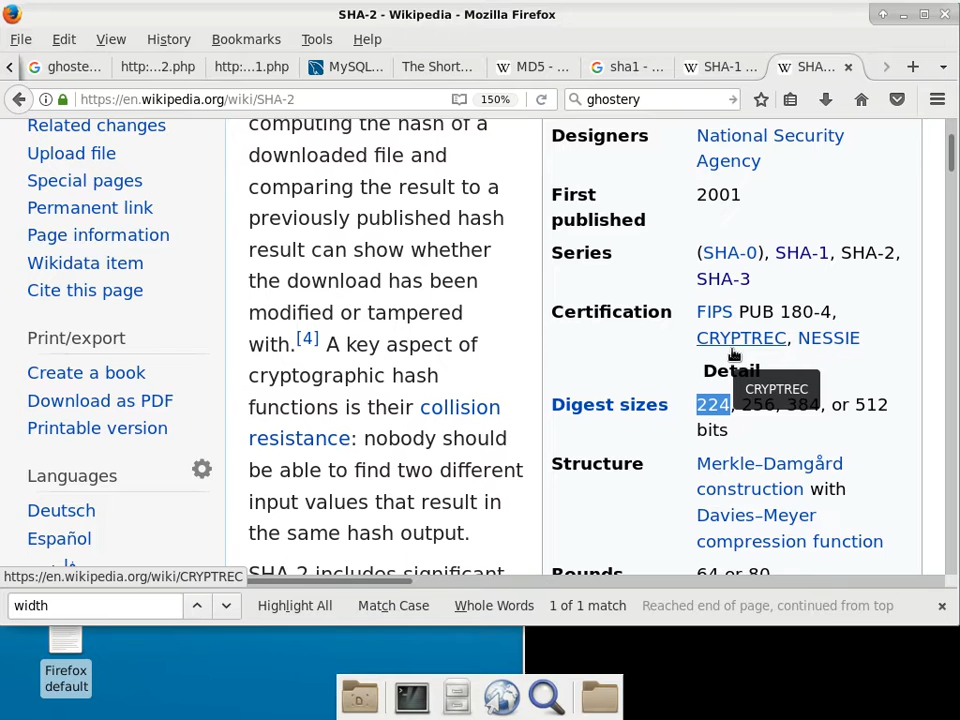 SHA-2 - Wikipedia - Mozilla Firefox
File Edit View History Bookmarks Tools Help
ghoste... http:...2.php http:...1.php MySQL... The Short... MD5 - ... sha1 - ... SHA-1 ... SHA...
https://en.wikipedia.org/wiki/SHA-2 150% ghostery
Related changes
Upload file
Special pages
Permanent link
Page information
Wikidata item
Cite this page
Print/export
Create a book
Download as PDF
Printable version
Languages
Deutsch
Español
computing the hash of a
downloaded file and
comparing the result to a
previously published hash
result can show whether
the download has been
modified or tampered
with.[4] A key aspect of
cryptographic hash
functions is their collision
resistance: nobody should
be able to find two different
input values that result in
the same hash output.
SHA-2 includes significant
Designers National Security
Agency
First 2001
published
Series (SHA-0), SHA-1, SHA-2,
SHA-3
Certification FIPS PUB 180-4,
CRYPTREC, NESSIE
Detail
CRYPTREC
Digest sizes 224, 256, 384, or 512
bits
Structure Merkle–Damgård
construction with
Davies–Meyer
compression function
Rounds 64 or 80
https://en.wikipedia.org/wiki/CRYPTREC
width Highlight All Match Case Whole Words 1 of 1 match Reached end of page, continued from top
Firefox
default